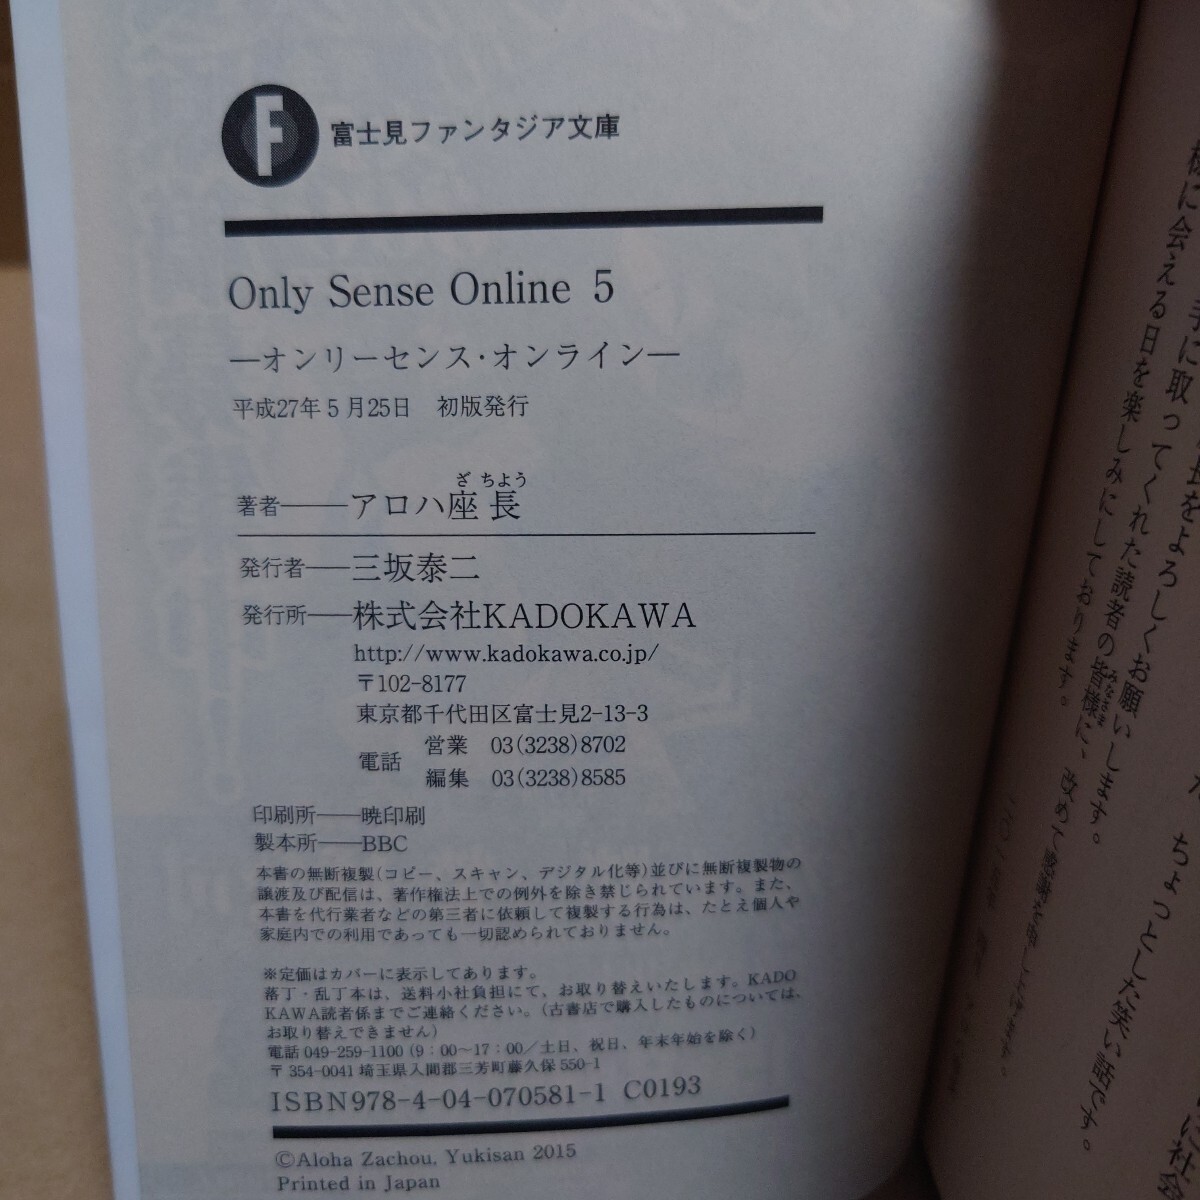 F
富士見ファンタジア文庫
Only Sense Online 5
―オンリーセンス・オンライン―
平成27年5月25日 初版発行
ざ ちよう
著者――アロハ座長
発行者――三坂泰二
発行所――株式会社KADOKAWA
http://www.kadokawa.co.jp/
〒102-8177
東京都千代田区富士見2-13-3
電話
営業 03(3238)8702
編集 03(3238)8585
印刷所――暁印刷
製本所――BBC
本書の無断複製(コピー、スキャン、デジタル化等)並びに無断複製物の
譲渡及び配信は、著作権法上での例外を除き禁じられています。また、
本書を代行業者などの第三者に依頼して複製する行為は、たとえ個人や
家庭内での利用であっても一切認められておりません。
※定価はカバーに表示してあります。
落丁・乱丁本は、送料小社負担にて、お取り替えいたします。KADO
KAWA読者係までご連絡ください。(古書店で購入したものについては、
お取り替えできません)
電話 049-259-1100 (9：00～17：00／土日、祝日、年末年始を除く)
〒354-0041 埼玉県入間郡三芳町藤久保550-1
ISBN978-4-04-070581-1 C0193
©Aloha Zachou, Yukisan 2015
Printed in Japan
ちょっとした笑い話です。
をよろしくお願いします。
手に取ってくれた読者の皆様に、改めて感謝を申し上げます。
みなさま
様に会える日を楽しみにしております。